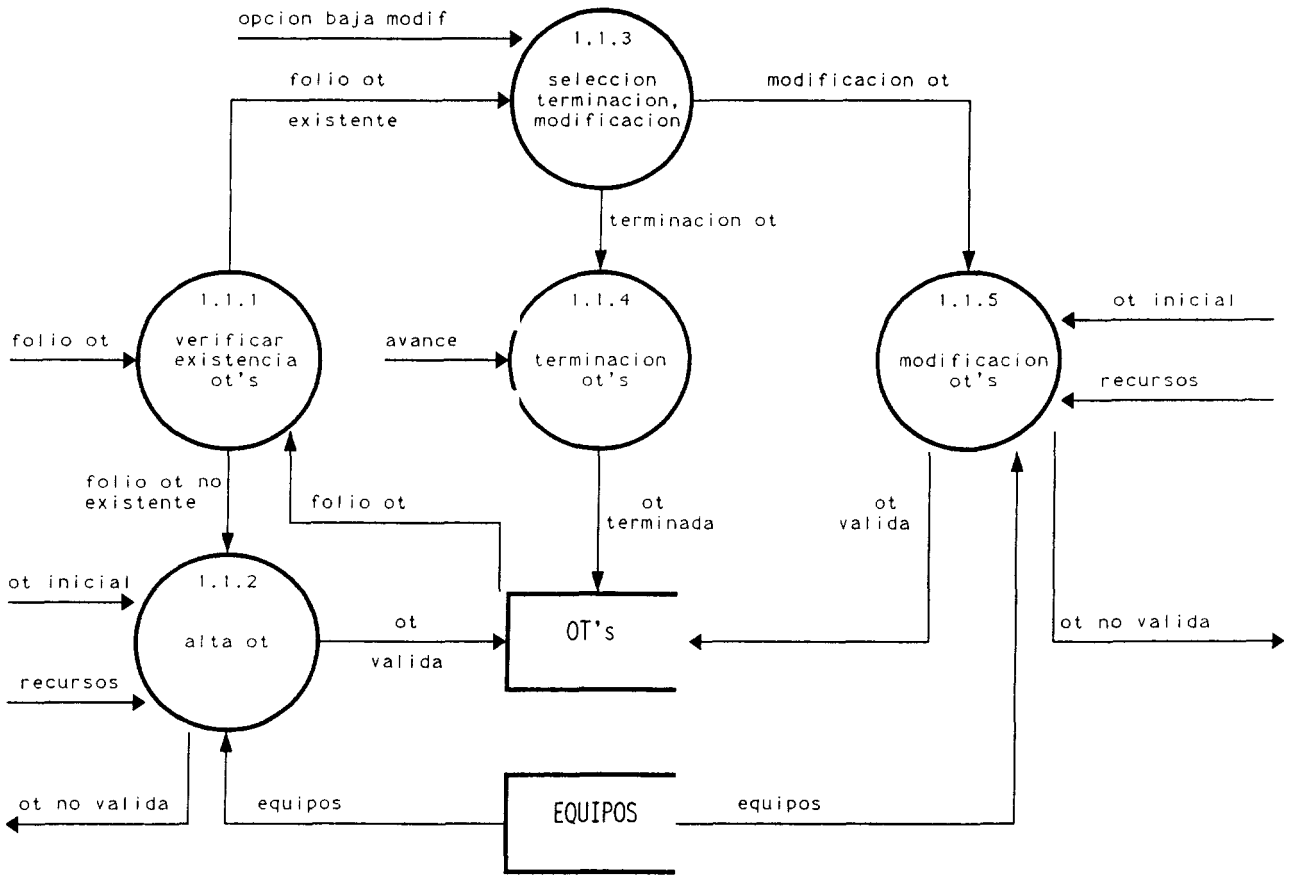 opcion baja modif
1.1.3
seleccion
terminacion,
modificacion
folio ot
existente
modificacion ot
terminacion ot
1.1.1
verificar
existencia
ot's
folio ot
1.1.4
terminacion
ot's
avance
1.1.5
modificacion
ot's
ot inicial
recursos
folio ot no
existente
folio ot
ot
terminada
ot
valida
ot inicial
1.1.2
alta ot
recursos
ot
valida
OT's
ot no valida
ot no valida
equipos
EQUIPOS
equipos